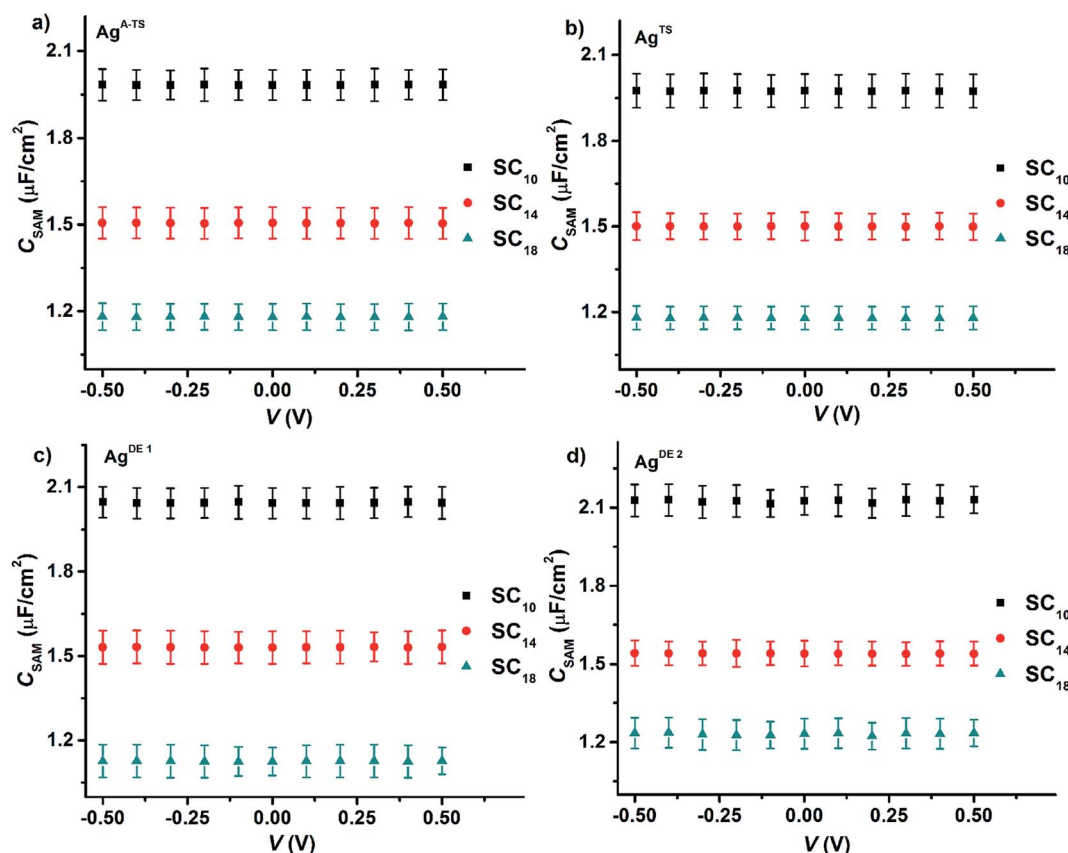 a) Ag^A-TS
2.1
1.8
1.5
1.2
C_SAM (μF/cm²)
SC₁₀
SC₁₄
SC₁₈
-0.50 -0.25 0.00 0.25 0.50
V (V)
b) Ag^TS
2.1
1.8
1.5
1.2
C_SAM (μF/cm²)
SC₁₀
SC₁₄
SC₁₈
-0.50 -0.25 0.00 0.25 0.50
V (V)
c) Ag^DE 1
2.1
1.8
1.5
1.2
C_SAM (μF/cm²)
SC₁₀
SC₁₄
SC₁₈
-0.50 -0.25 0.00 0.25 0.50
V (V)
d) Ag^DE 2
2.1
1.8
1.5
1.2
C_SAM (μF/cm²)
SC₁₀
SC₁₄
SC₁₈
-0.50 -0.25 0.00 0.25 0.50
V (V)